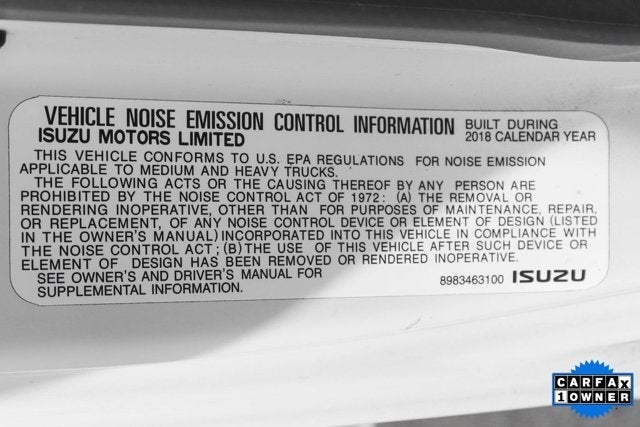 VEHICLE NOISE EMISSION CONTROL INFORMATION BUILT DURING
ISUZU MOTORS LIMITED 2018 CALENDAR YEAR
THIS VEHICLE CONFORMS TO U.S. EPA REGULATIONS FOR NOISE EMISSION
APPLICABLE TO MEDIUM AND HEAVY TRUCKS.
THE FOLLOWING ACTS OR THE CAUSING THEREOF BY ANY PERSON ARE
PROHIBITED BY THE NOISE CONTROL ACT OF 1972: (A) THE REMOVAL OR
RENDERING INOPERATIVE, OTHER THAN FOR PURPOSES OF MAINTENANCE, REPAIR,
OR REPLACEMENT, OF ANY NOISE CONTROL DEVICE OR ELEMENT OF DESIGN (LISTED
IN THE OWNER'S MANUAL) INCORPORATED INTO THIS VEHICLE IN COMPLIANCE WITH
THE NOISE CONTROL ACT; (B) THE USE OF THIS VEHICLE AFTER SUCH DEVICE OR
ELEMENT OF DESIGN HAS BEEN REMOVED OR RENDERED INOPERATIVE.
SEE OWNER'S AND DRIVER'S MANUAL FOR
SUPPLEMENTAL INFORMATION.
8983463100 ISUZU
CARFAX
1 OWNER